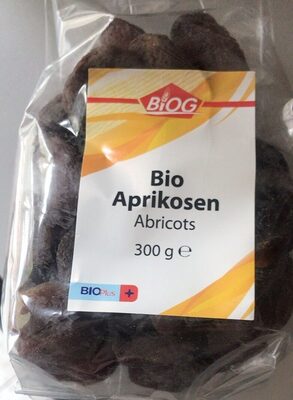 BiOG
Bio
Aprikosen
Abricots
300 g ℮
BIOPlus +